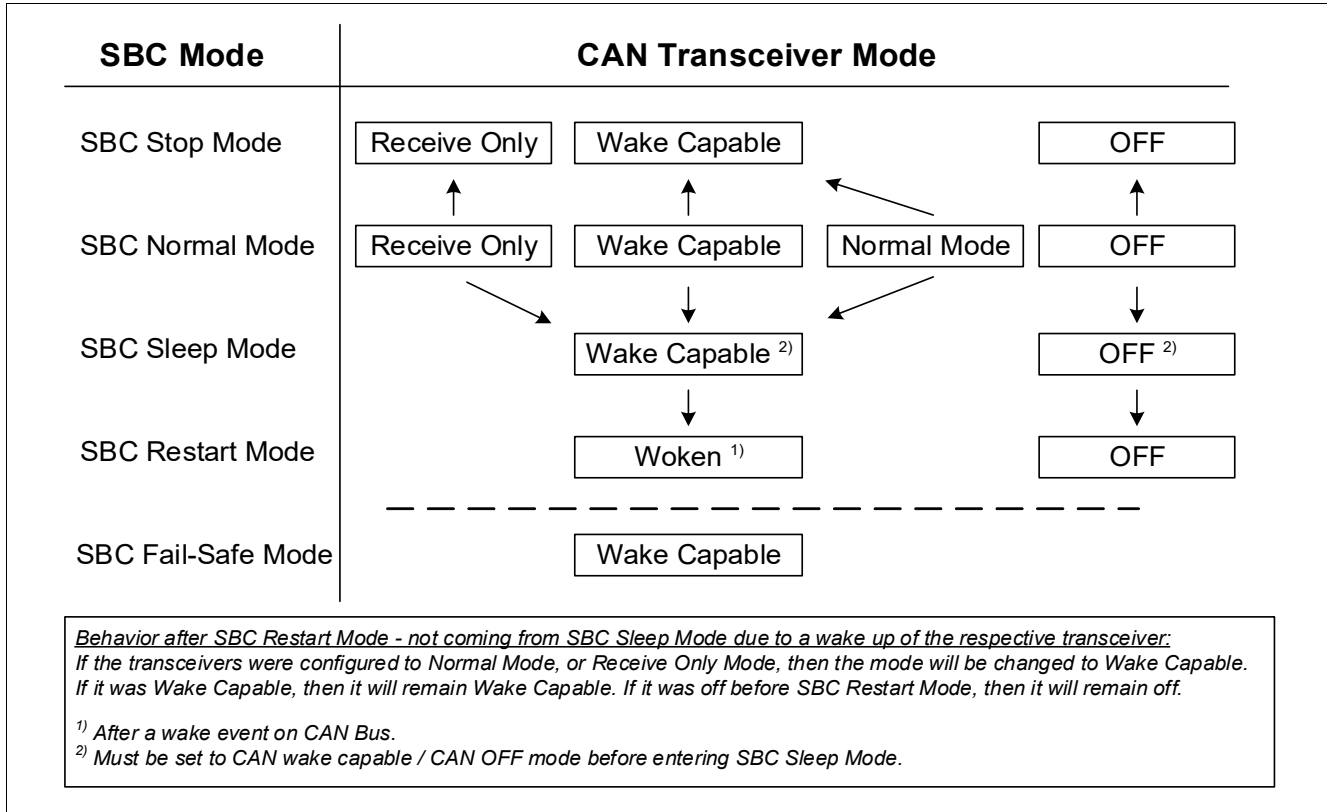 SBC Mode CAN Transceiver Mode
SBC Stop Mode Receive Only Wake Capable OFF
SBC Normal Mode Receive Only Wake Capable Normal Mode OFF
SBC Sleep Mode Wake Capable 2) OFF 2)
SBC Restart Mode Woken 1) OFF
SBC Fail-Safe Mode Wake Capable
Behavior after SBC Restart Mode - not coming from SBC Sleep Mode due to a wake up of the respective transceiver:
If the transceivers were configured to Normal Mode, or Receive Only Mode, then the mode will be changed to Wake Capable.
If it was Wake Capable, then it will remain Wake Capable. If it was off before SBC Restart Mode, then it will remain off.
1) After a wake event on CAN Bus.
2) Must be set to CAN wake capable / CAN OFF mode before entering SBC Sleep Mode.